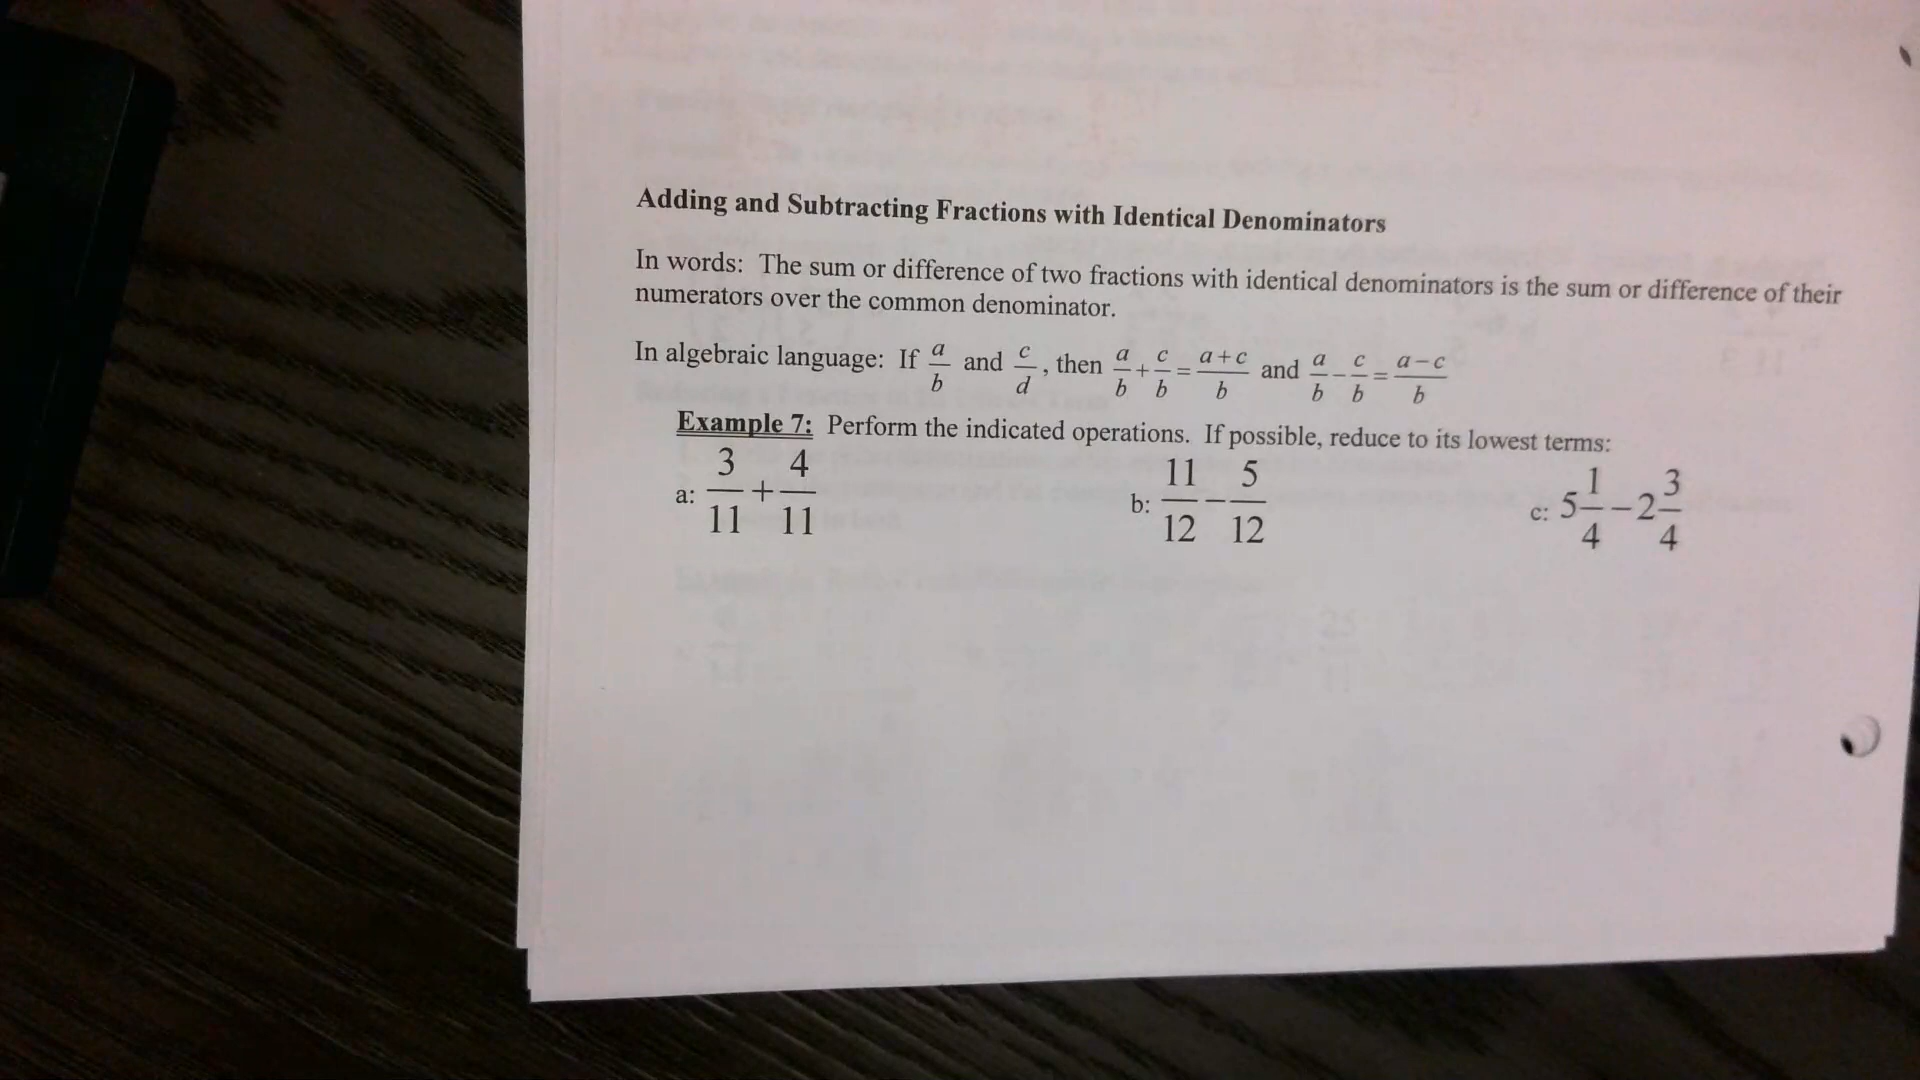 Adding and Subtracting Fractions with Identical Denominators
In words: The sum or difference of two fractions with identical denominators is the sum or difference of their
numerators over the common denominator.
In algebraic language: If a/b and c/d, then a/b + c/b = a+c/b and a/b − c/b = a−c/b
Example 7: Perform the indicated operations. If possible, reduce to its lowest terms:
a: 3/11 + 4/11 b: 11/12 − 5/12 c: 5 1/4 − 2 3/4